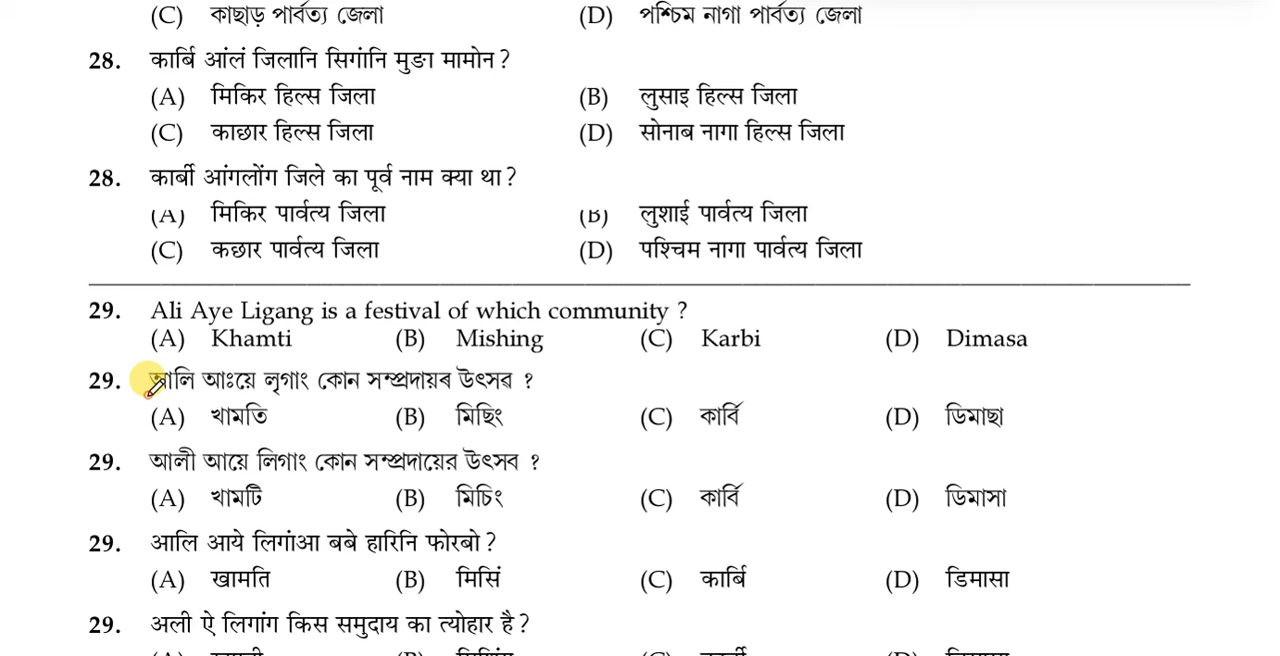 (C) কাছাড় পার্বত্য জেলা (D) পশ্চিম নাগা পার্বত্য জেলা
28. कार्बि आंलं जिलानि सिगांनि मुङा मामोन ?
(A) मिकिर हिल्स जिला (B) लुसाइ हिल्स जिला
(C) काछार हिल्स जिला (D) सोनाब नागा हिल्स जिला
28. कार्बी आंगलोंग जिले का पूर्व नाम क्या था ?
(A) मिकिर पार्वत्य जिला (B) लुशाई पार्वत्य जिला
(C) कछार पार्वत्य जिला (D) पश्चिम नागा पार्वत्य जिला
29. Ali Aye Ligang is a festival of which community ?
(A) Khamti (B) Mishing (C) Karbi (D) Dimasa
29. আলি আঃয়ে লৃগাং কোন সম্প্ৰদায়ৰ উৎসৱ ?
(A) খামতি (B) মিছিং (C) কাৰ্বি (D) ডিমাছা
29. আলী আয়ে লিগাং কোন সম্প্রদায়ের উৎসব ?
(A) খামটি (B) মিচিং (C) কার্বি (D) ডিমাসা
29. आलि आये लिगांआ बबे हारिनि फोरबो ?
(A) खामति (B) मिसिं (C) कार्बि (D) डिमासा
29. अली ऐ लिगांग किस समुदाय का त्योहार है ?